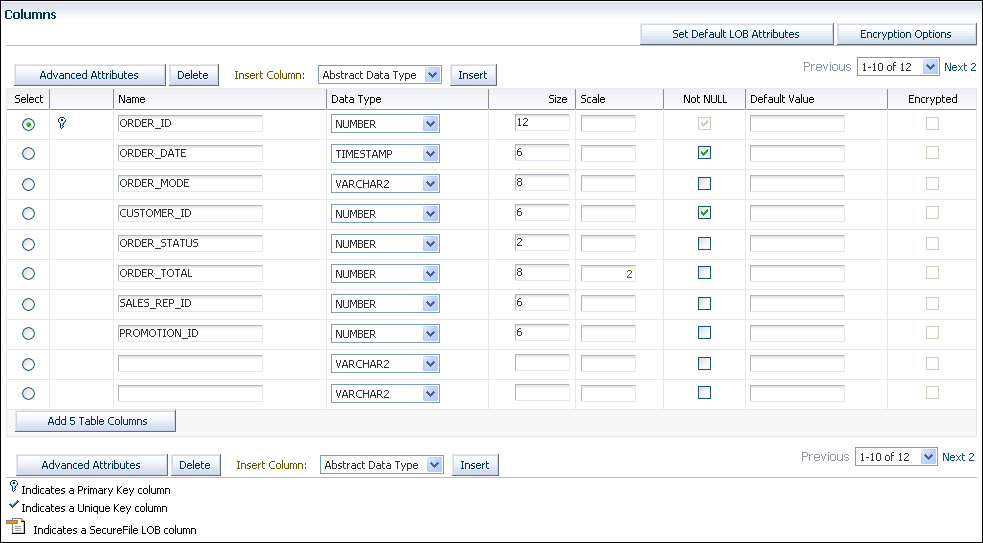 Columns
Set Default LOB Attributes Encryption Options
Advanced Attributes Delete Insert Column: Abstract Data Type Insert Previous 1-10 of 12 Next 2
Select Name Data Type Size Scale Not NULL Default Value Encrypted
ORDER_ID NUMBER 12
ORDER_DATE TIMESTAMP 6
ORDER_MODE VARCHAR2 8
CUSTOMER_ID NUMBER 6
ORDER_STATUS NUMBER 2
ORDER_TOTAL NUMBER 8 2
SALES_REP_ID NUMBER 6
PROMOTION_ID NUMBER 6
VARCHAR2
VARCHAR2
Add 5 Table Columns
Advanced Attributes Delete Insert Column: Abstract Data Type Insert Previous 1-10 of 12 Next 2
Indicates a Primary Key column
Indicates a Unique Key column
Indicates a SecureFile LOB column